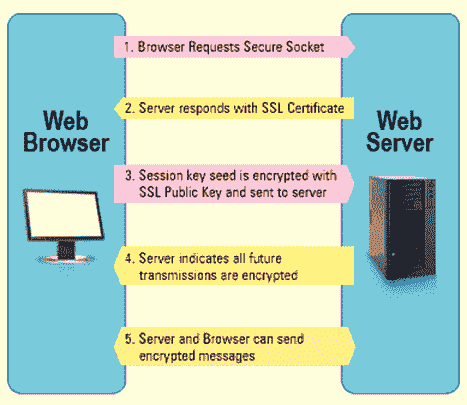 1. Browser Requests Secure Socket
2. Server responds with SSL Certificate
Web
Browser
Web
Server
3. Session key seed is encrypted with
SSL Public Key and sent to server
4. Server indicates all future
transmissions are encrypted
5. Server and Browser can send
encrypted messages